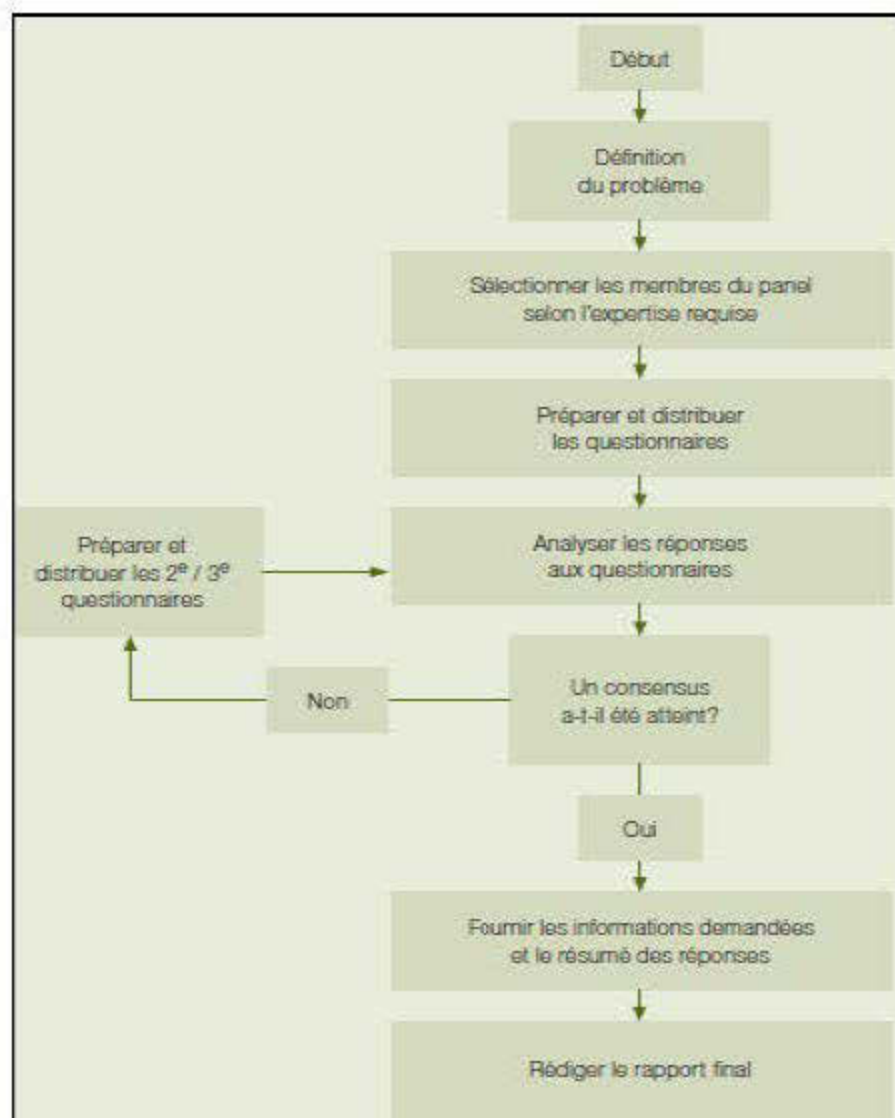 Début
Définition
du problème
Sélectionner les membres du panel
selon l'expertise requise
Préparer et distribuer
les questionnaires
Préparer et
distribuer les 2e / 3e
questionnaires
Analyser les réponses
aux questionnaires
Un consensus
a-t-il été atteint?
Non
Oui
Fournir les informations demandées
et le résumé des réponses
Rédiger le rapport final